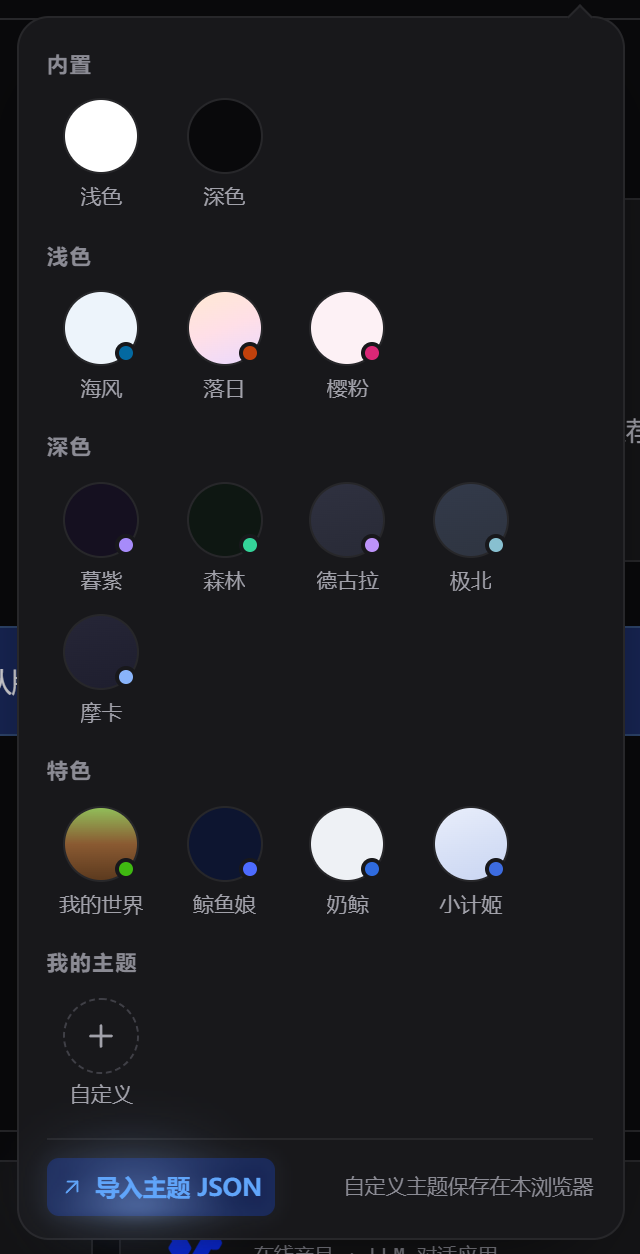 内置
浅色
深色
浅色
海风
落日
樱粉
深色
暮紫
森林
德古拉
极北
摩卡
特色
我的世界
鲸鱼娘
奶鲸
小计姬
我的主题
自定义
导入主题 JSON
自定义主题保存在本浏览器